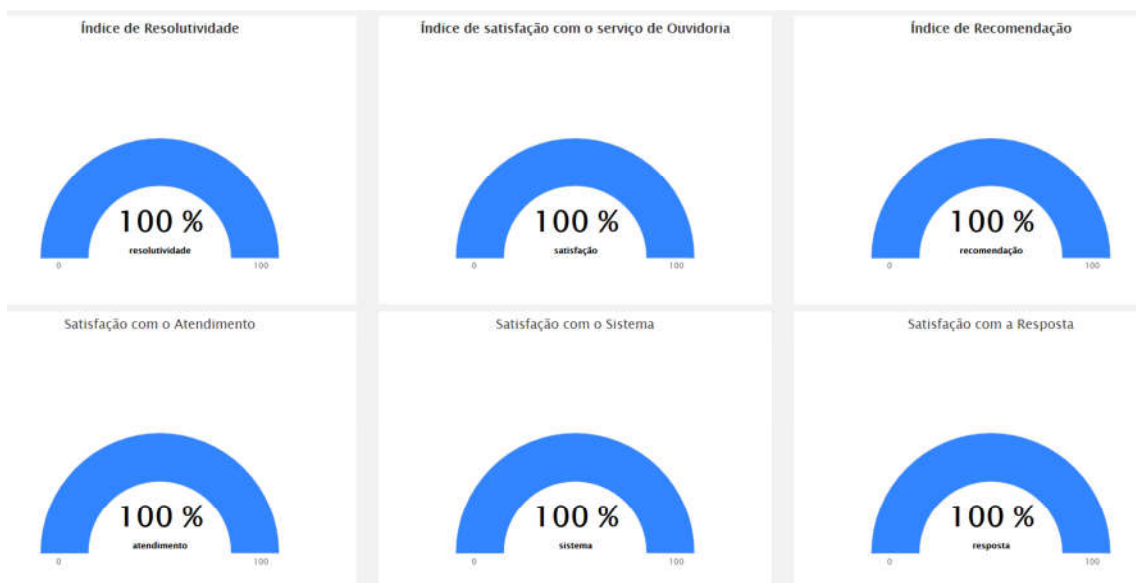 Índice de Resolutividade
Índice de satisfação com o serviço de Ouvidoria
Índice de Recomendação
100 %
resolutividade
0
100
100 %
satisfação
0
100
100 %
recomendação
0
100
Satisfação com o Atendimento
Satisfação com o Sistema
Satisfação com a Resposta
100 %
atendimento
0
100
100 %
sistema
0
100
100 %
resposta
0
100